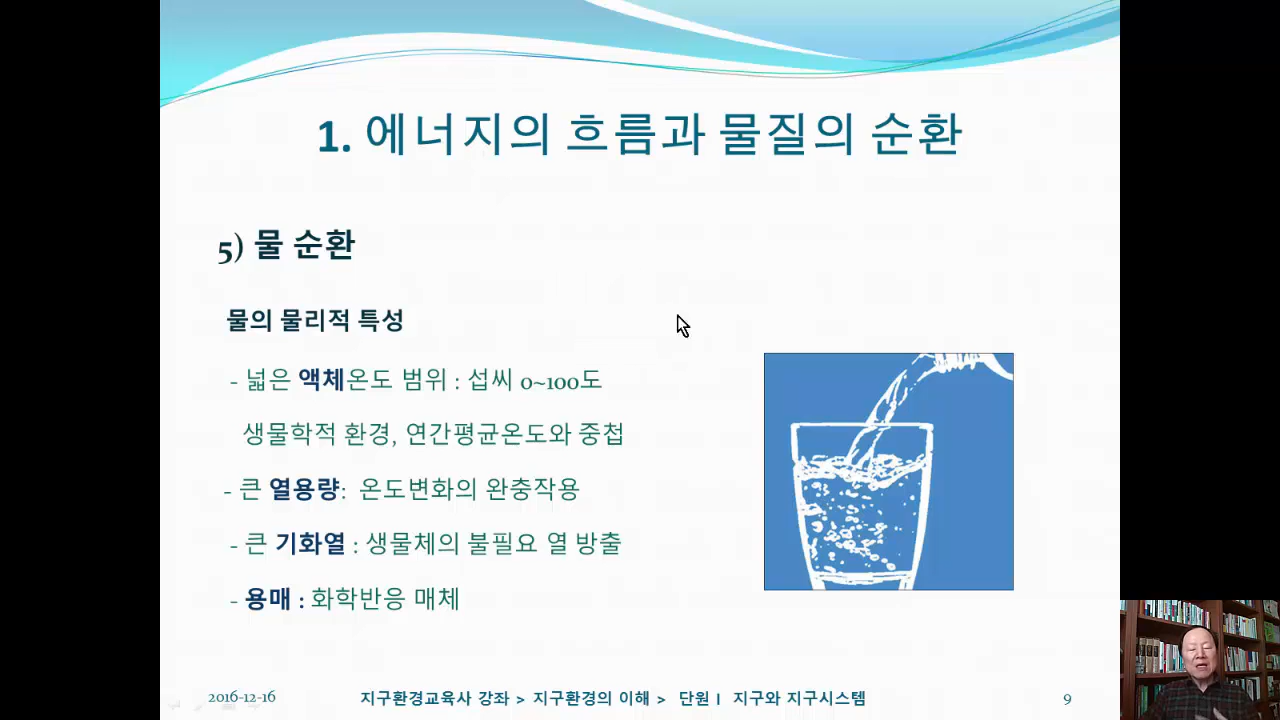 1. 에너지의 흐름과 물질의 순환
5) 물 순환
물의 물리적 특성
- 넓은 액체온도 범위 : 섭씨 0~100도
생물학적 환경, 연간평균온도와 중첩
- 큰 열용량: 온도변화의 완충작용
- 큰 기화열 : 생물체의 불필요 열 방출
- 용매 : 화학반응 매체
2016-12-16
지구환경교육사 강좌 > 지구환경의 이해 > 단원 I 지구와 지구시스템
9